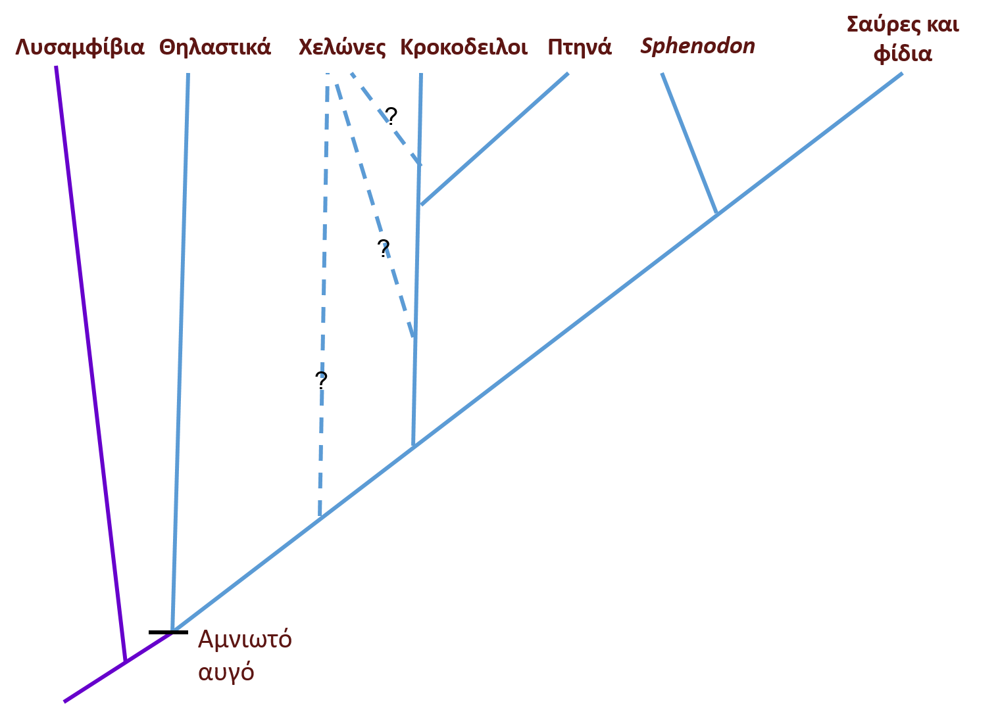 Σαύρες και
φίδια
Λυσαμφίβια
Θηλαστικά
Χελώνες
Κροκοδειλοι
Πτηνά
Sphenodon
?
?
?
Αμνιωτό
αυγό